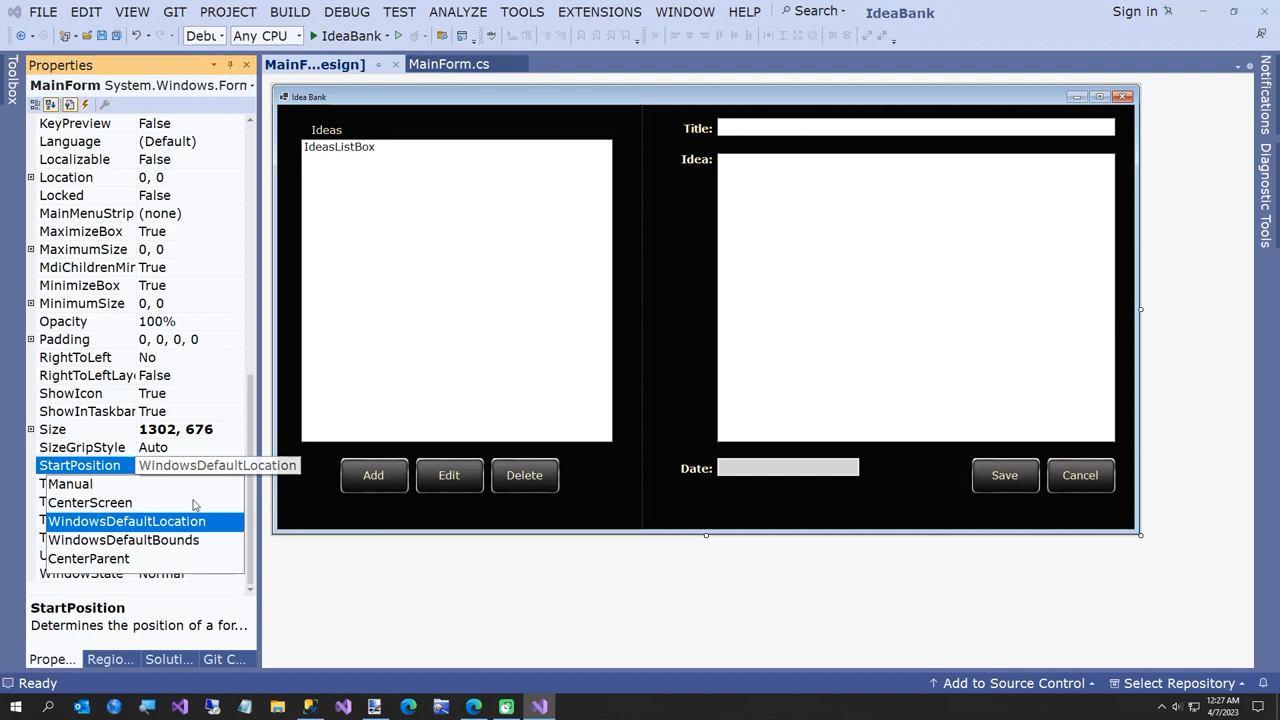 FILE EDIT VIEW GIT PROJECT BUILD DEBUG TEST ANALYZE TOOLS EXTENSIONS WINDOW HELP Search IdeaBank Sign in
Debu Any CPU IdeaBank
Toolbox
Properties
MainForm System.Windows.Form
KeyPreview False
Language (Default)
Localizable False
Location 0, 0
Locked False
MainMenuStrip (none)
MaximizeBox True
MaximumSize 0, 0
MdiChildrenMin True
MinimizeBox True
MinimumSize 0, 0
Opacity 100%
Padding 0, 0, 0, 0
RightToLeft No
RightToLeftLay False
ShowIcon True
ShowInTaskbar True
Size 1302, 676
SizeGripStyle Auto
StartPosition WindowsDefaultLocation
Manual
CenterScreen
WindowsDefaultLocation
WindowsDefaultBounds
CenterParent
WindowState Normal
StartPosition
Determines the position of a for...
Prope... Regio... Soluti... Git C...
MainF...esign] MainForm.cs
Idea Bank
Ideas
IdeasListBox
Title:
Idea:
Add Edit Delete
Date:
Save Cancel
Notifications
Diagnostic Tools
Ready Add to Source Control Select Repository
12:27 AM
4/7/2023